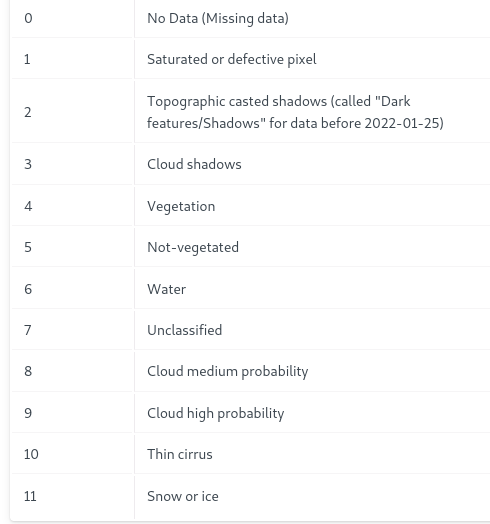 0 No Data (Missing data)
1 Saturated or defective pixel
2 Topographic casted shadows (called "Dark
features/Shadows" for data before 2022-01-25)
3 Cloud shadows
4 Vegetation
5 Not-vegetated
6 Water
7 Unclassified
8 Cloud medium probability
9 Cloud high probability
10 Thin cirrus
11 Snow or ice